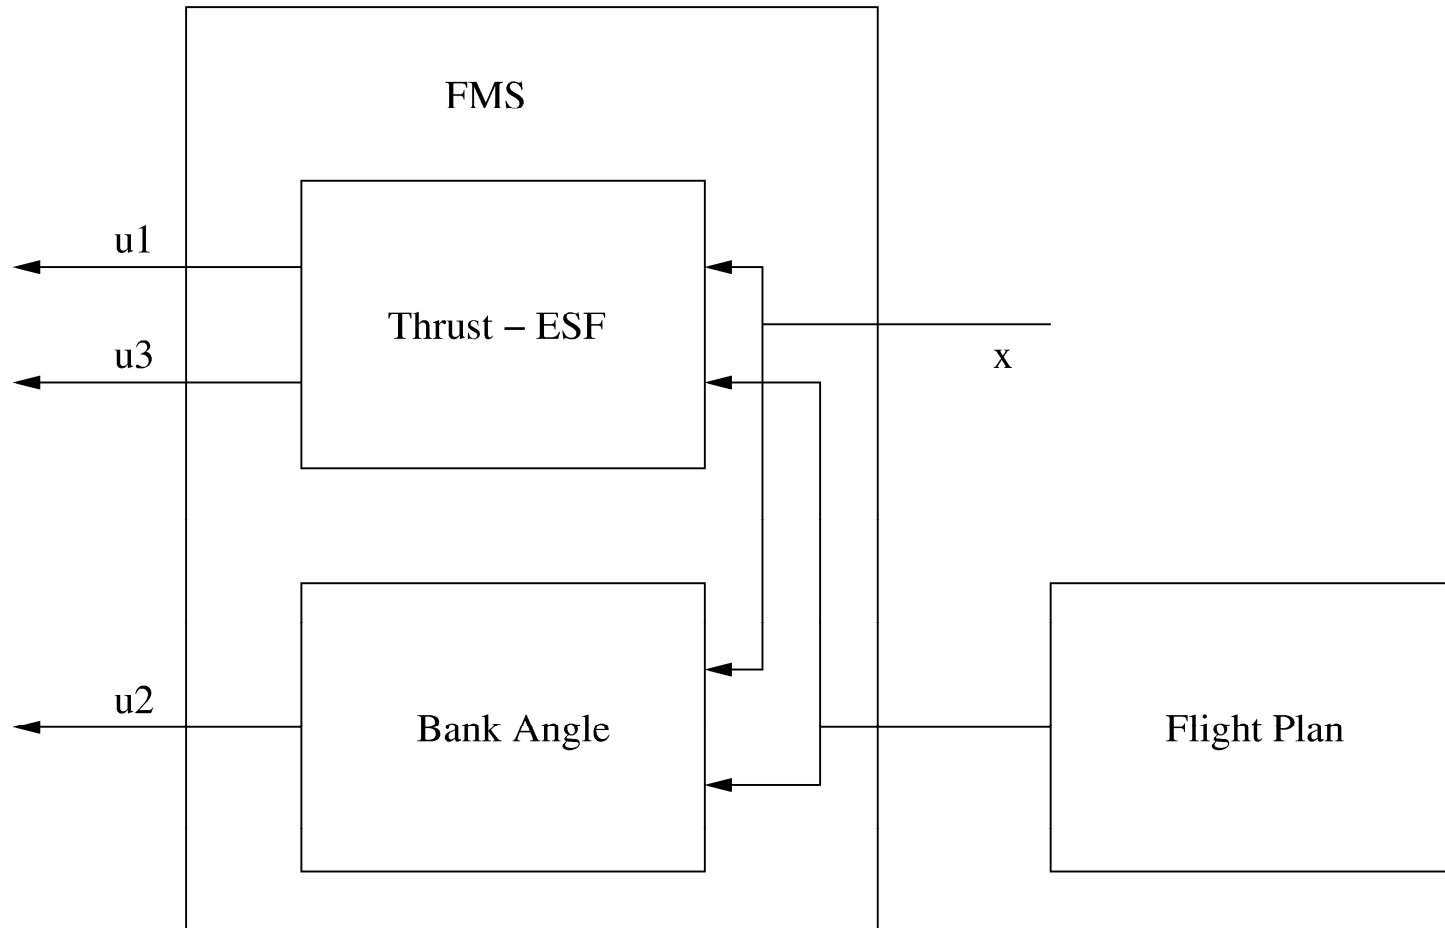 FMS
u1
Thrust – ESF
u3
x
u2
Bank Angle
Flight Plan